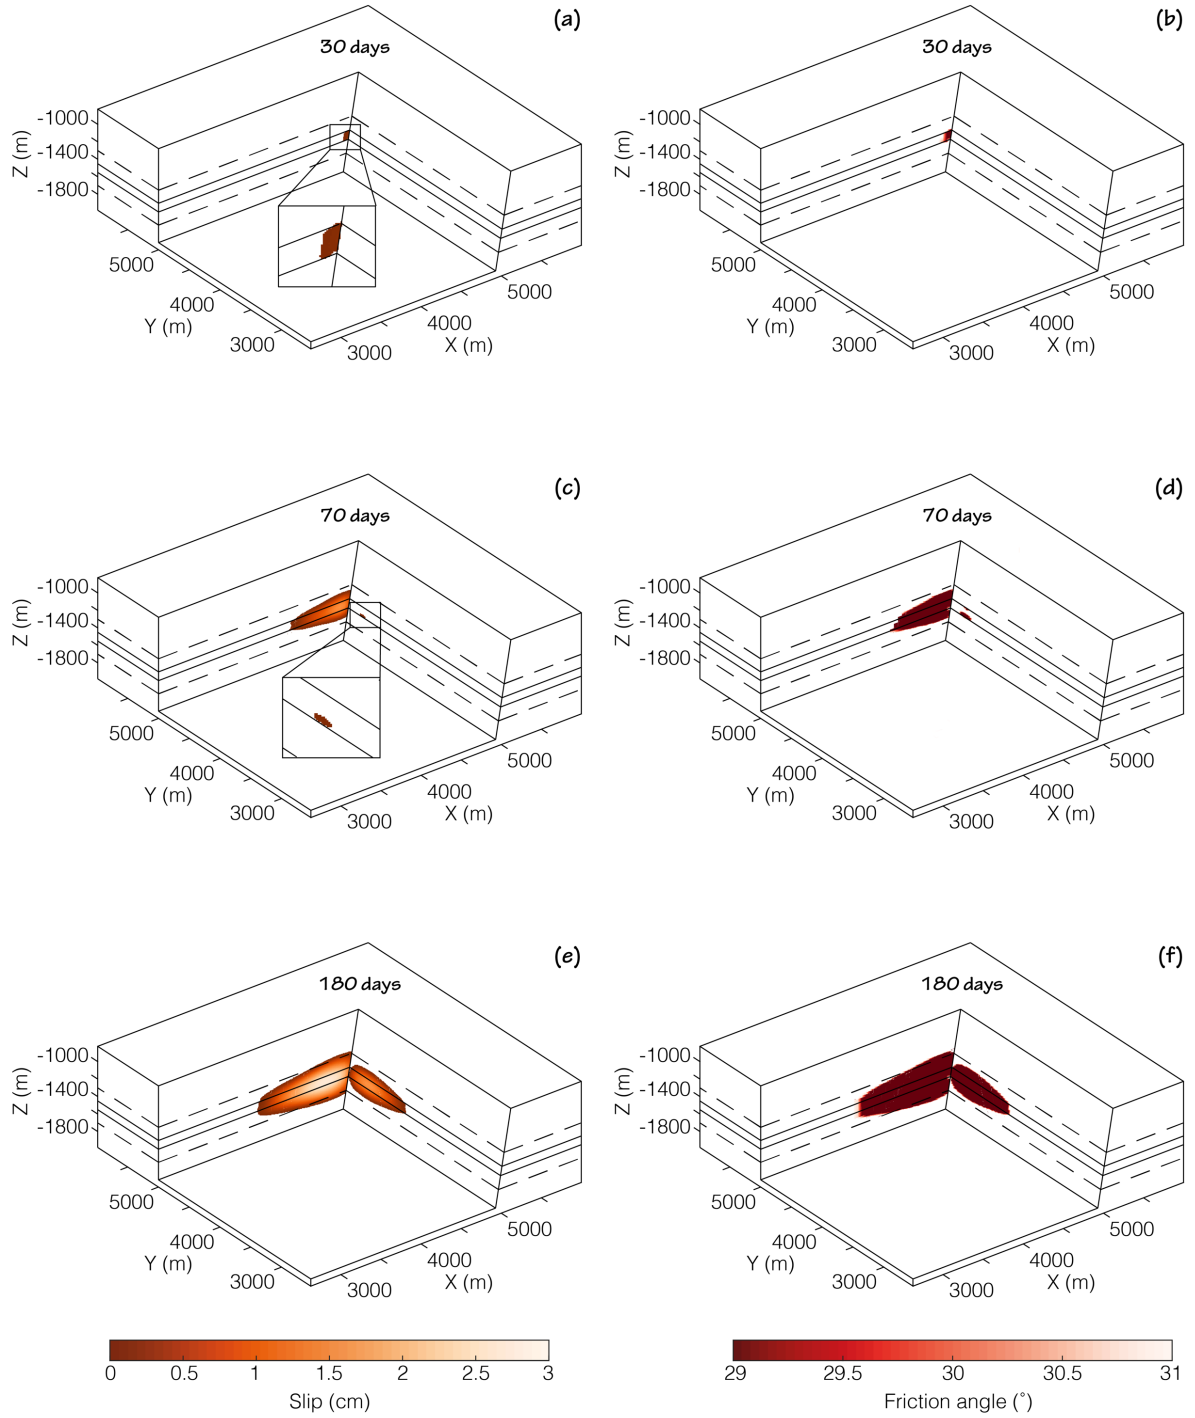 (a)
30 days
-1000
-1400
-1800
Z (m)
5000
4000
3000
Y (m)
3000
4000
5000
X (m)
(b)
30 days
-1000
-1400
-1800
Z (m)
5000
4000
3000
Y (m)
3000
4000
5000
X (m)
(c)
70 days
-1000
-1400
-1800
Z (m)
5000
4000
3000
Y (m)
3000
4000
5000
X (m)
(d)
70 days
-1000
-1400
-1800
Z (m)
5000
4000
3000
Y (m)
3000
4000
5000
X (m)
(e)
180 days
-1000
-1400
-1800
Z (m)
5000
4000
3000
Y (m)
3000
4000
5000
X (m)
(f)
180 days
-1000
-1400
-1800
Z (m)
5000
4000
3000
Y (m)
3000
4000
5000
X (m)
0 0.5 1 1.5 2 2.5 3
Slip (cm)
29 29.5 30 30.5 31
Friction angle (°)